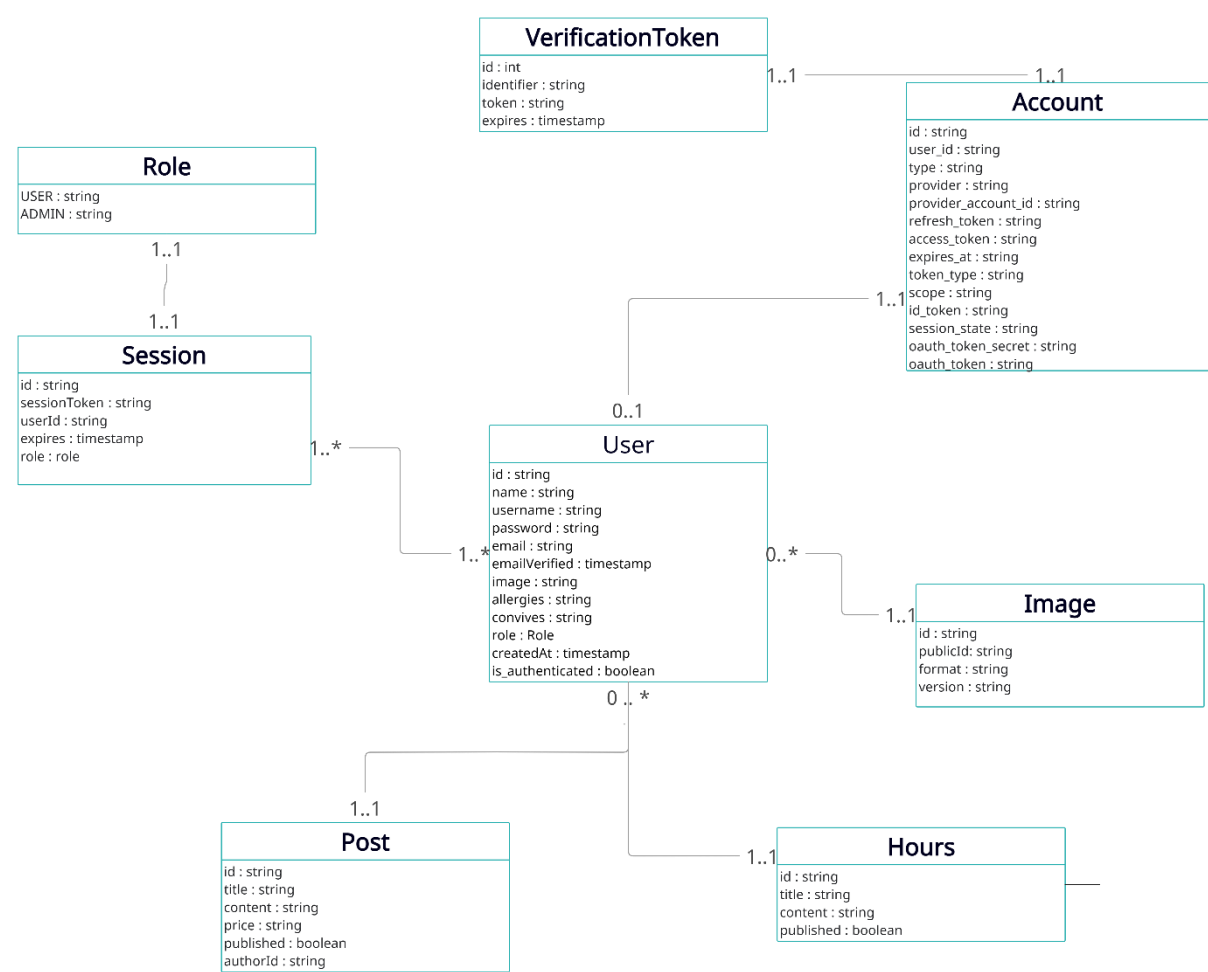 VerificationToken
id : int
identifier : string
token : string
expires : timestamp
1..1
1..1
Account
id : string
user_id : string
type : string
provider : string
provider_account_id : string
refresh_token : string
access_token : string
expires_at : string
token_type : string
scope : string
id_token : string
session_state : string
oauth_token_secret : string
oauth_token : string
Role
USER : string
ADMIN : string
1..1
1..1
Session
id : string
sessionToken : string
userId : string
expires : timestamp
role : role
1..*
1..*
1..1
0..1
User
id : string
name : string
username : string
password : string
email : string
emailVerified : timestamp
image : string
allergies : string
convives : string
role : Role
createdAt : timestamp
is_authenticated : boolean
0..*
1..1
Image
id : string
publicId: string
format : string
version : string
0 .. *
1..1
Post
id : string
title : string
content : string
price : string
published : boolean
authorId : string
1..1
Hours
id : string
title : string
content : string
published : boolean